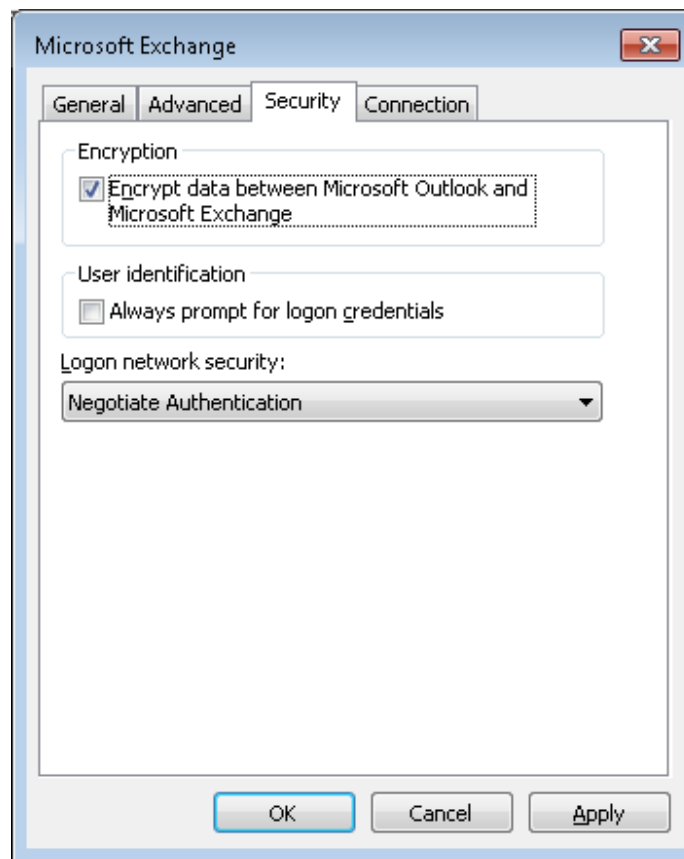 Microsoft Exchange
General Advanced Security Connection
Encryption
Encrypt data between Microsoft Outlook and
Microsoft Exchange
User identification
Always prompt for logon credentials
Logon network security:
Negotiate Authentication
OK Cancel Apply